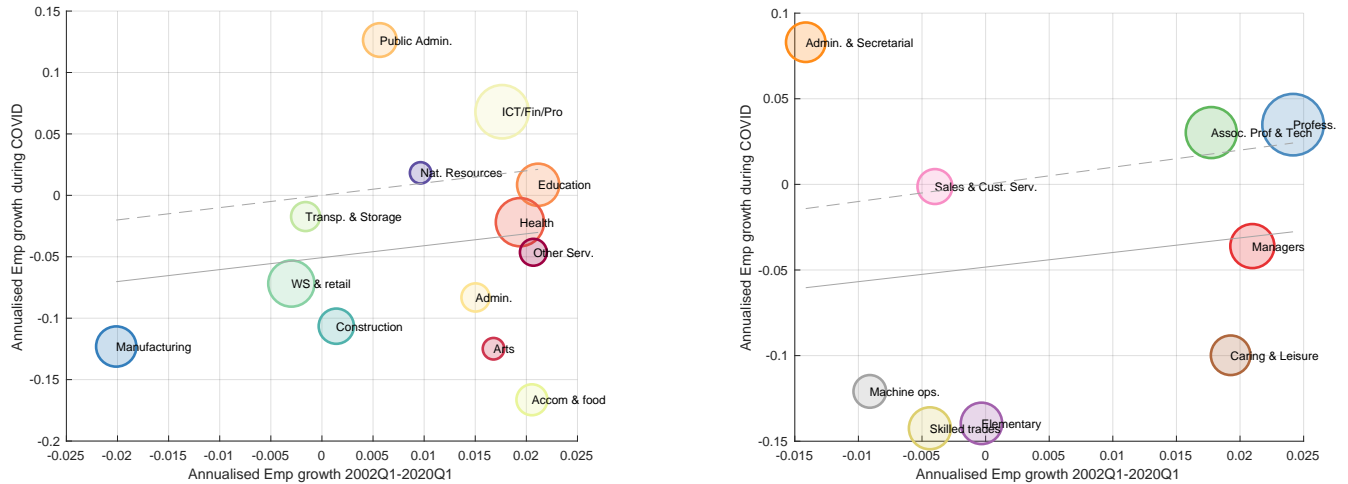 0.15
0.1
0.05
0
-0.05
-0.1
-0.15
-0.2
-0.025
-0.02
-0.015
-0.01
-0.005
0
0.005
0.01
0.015
0.02
0.025
Annualised Emp growth during COVID
Annualised Emp growth 2002Q1-2020Q1
Public Admin.
ICT/Fin/Pro
Nat. Resources
Education
Transp. & Storage
Health
Other Serv.
WS & retail
Admin.
Construction
Manufacturing
Arts
Accom & food
0.1
0.05
0
-0.05
-0.1
-0.15
-0.015
-0.01
-0.005
0
0.005
0.01
0.015
0.02
0.025
Annualised Emp growth during COVID
Annualised Emp growth 2002Q1-2020Q1
Admin. & Secretarial
Profess.
Assoc. Prof & Tech
Sales & Cust. Serv.
Managers
Caring & Leisure
Machine ops.
Elementary
Skilled trades